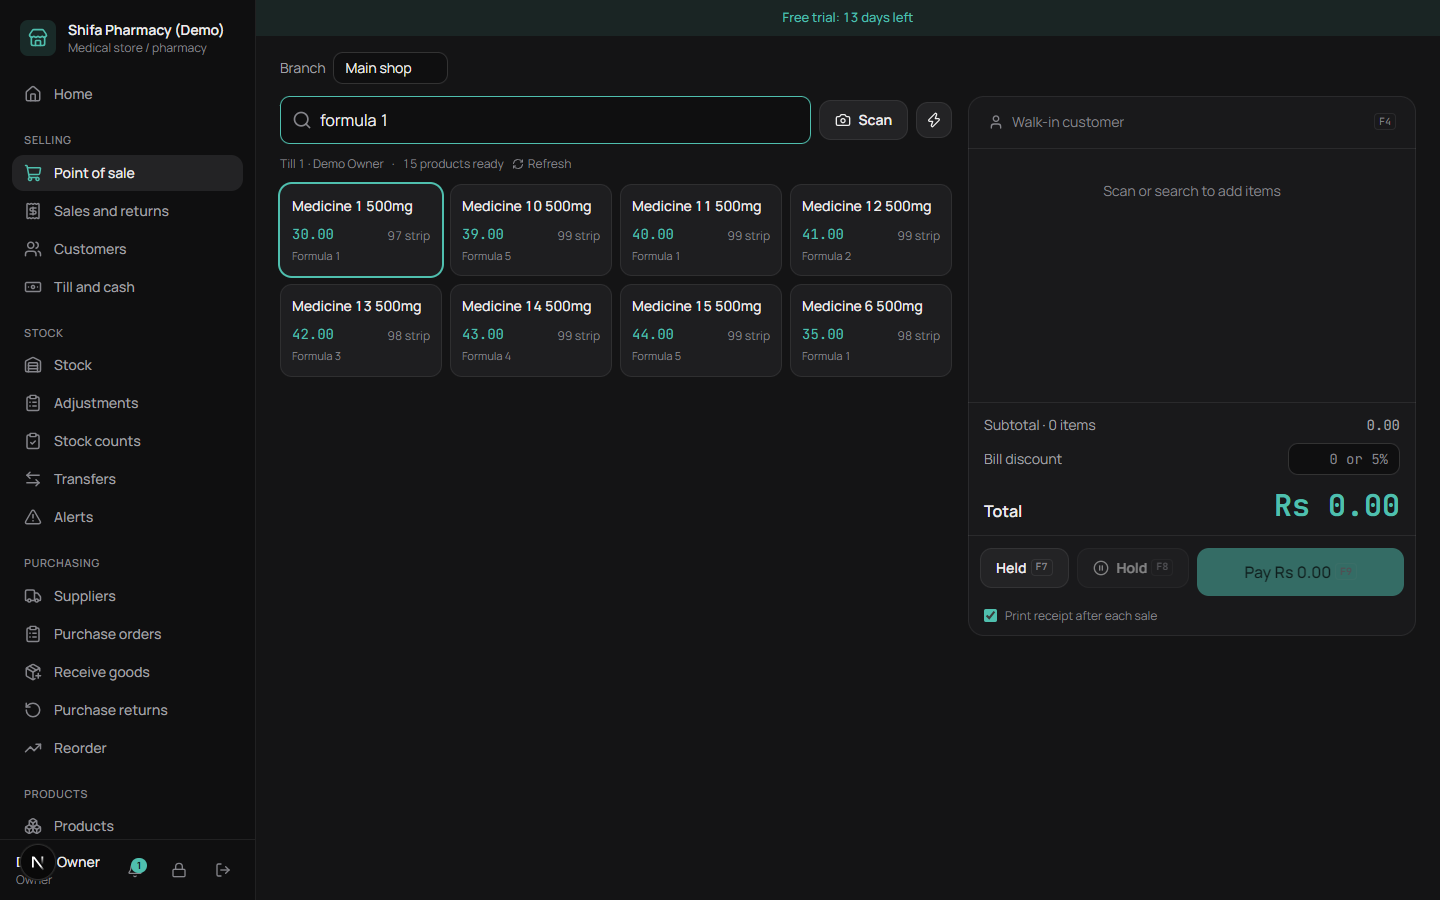 Shifa Pharmacy (Demo)
Medical store / pharmacy
Home
SELLING
Point of sale
Sales and returns
Customers
Till and cash
STOCK
Stock
Adjustments
Stock counts
Transfers
Alerts
PURCHASING
Suppliers
Purchase orders
Receive goods
Purchase returns
Reorder
PRODUCTS
Products
Owner
1
Free trial: 13 days left
Branch Main shop
formula 1
Scan
Till 1 · Demo Owner · 15 products ready Refresh
Medicine 1 500mg
30.00 97 strip
Formula 1
Medicine 10 500mg
39.00 99 strip
Formula 5
Medicine 11 500mg
40.00 99 strip
Formula 1
Medicine 12 500mg
41.00 99 strip
Formula 2
Medicine 13 500mg
42.00 98 strip
Formula 3
Medicine 14 500mg
43.00 99 strip
Formula 4
Medicine 15 500mg
44.00 99 strip
Formula 5
Medicine 6 500mg
35.00 98 strip
Formula 1
Walk-in customer F4
Scan or search to add items
Subtotal · 0 items 0.00
Bill discount 0 or 5%
Total Rs 0.00
Held F7
Hold F8
Pay Rs 0.00
Print receipt after each sale